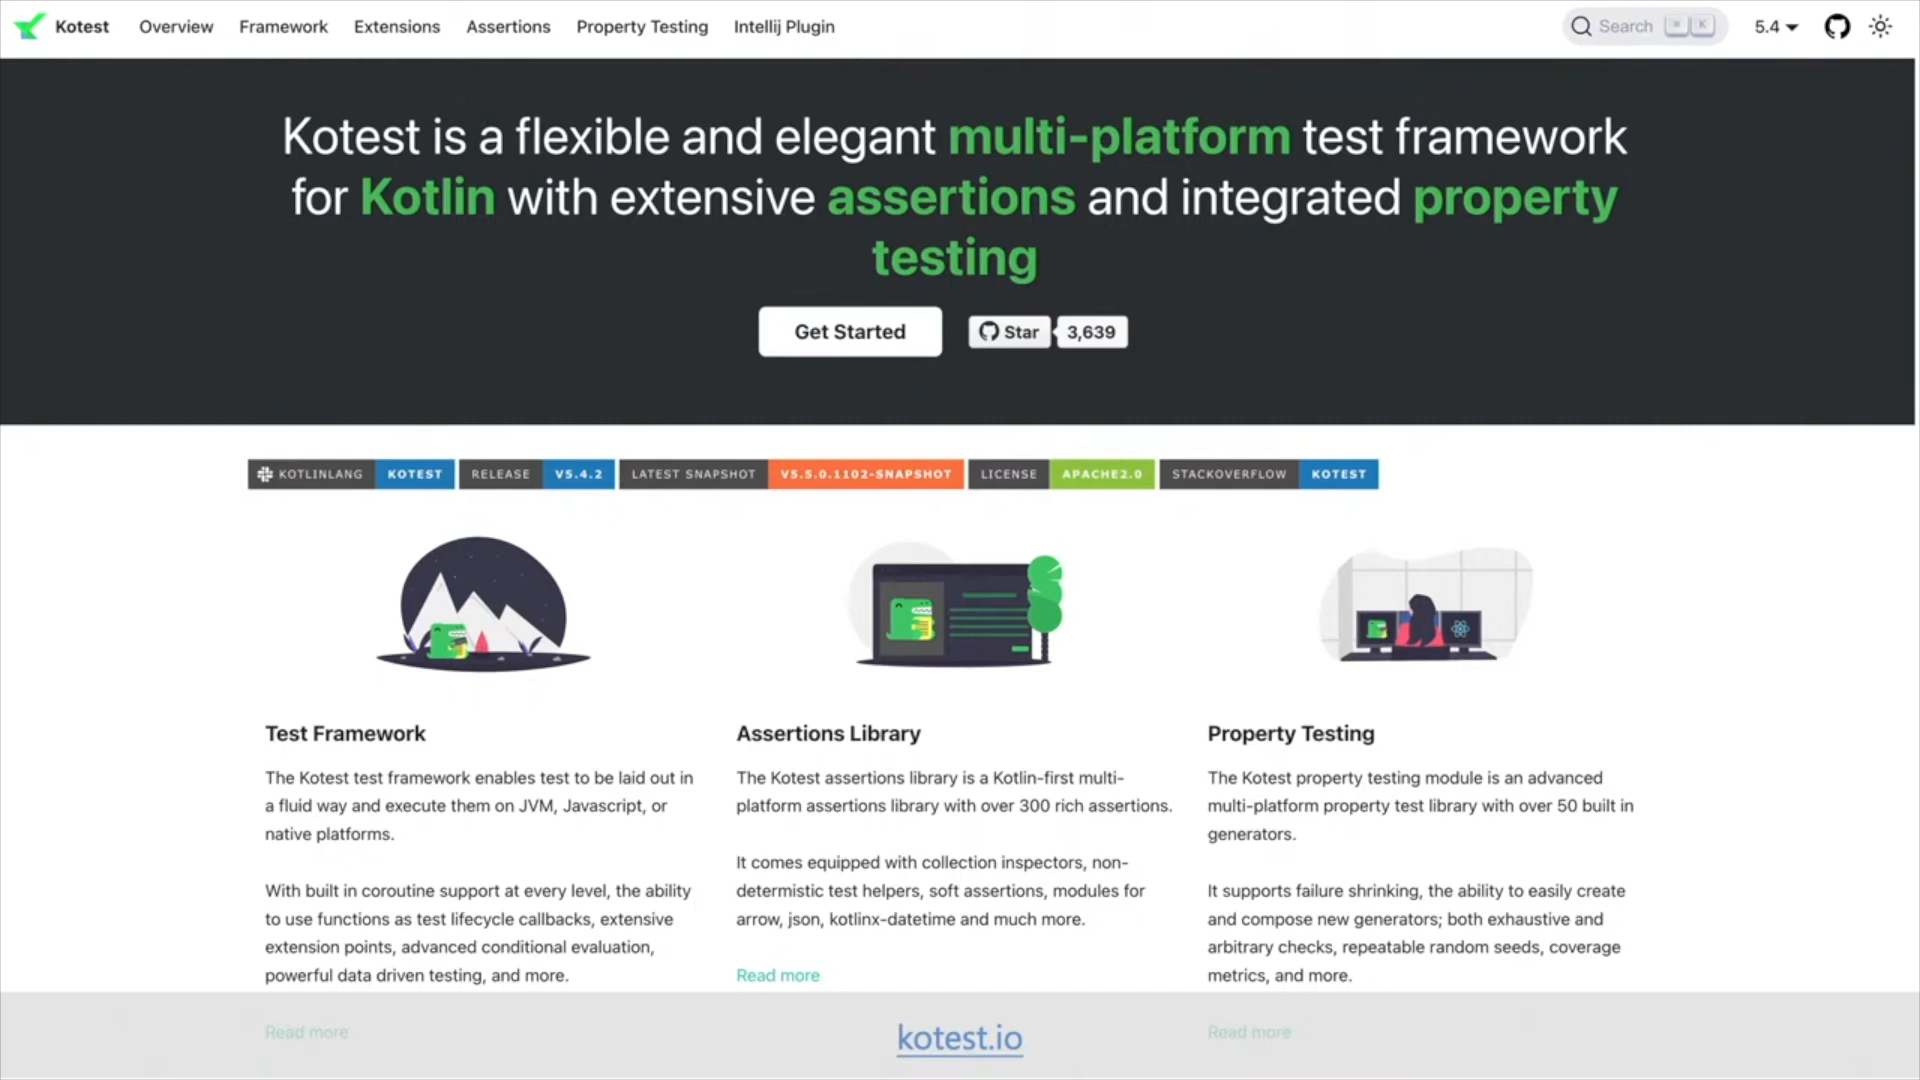 Kotest Overview Framework Extensions Assertions Property Testing Intellij Plugin Search ⌘ K 5.4
Kotest is a flexible and elegant multi-platform test framework
for Kotlin with extensive assertions and integrated property
testing
Get Started Star 3,639
KOTLINLANG KOTEST RELEASE V5.4.2 LATEST SNAPSHOT V5.5.0.1102-SNAPSHOT LICENSE APACHE2.0 STACKOVERFLOW KOTEST
Test Framework
The Kotest test framework enables test to be laid out in
a fluid way and execute them on JVM, Javascript, or
native platforms.
With built in coroutine support at every level, the ability
to use functions as test lifecycle callbacks, extensive
extension points, advanced conditional evaluation,
powerful data driven testing, and more.
Read more
Assertions Library
The Kotest assertions library is a Kotlin-first multi-
platform assertions library with over 300 rich assertions.
It comes equipped with collection inspectors, non-
determistic test helpers, soft assertions, modules for
arrow, json, kotlinx-datetime and much more.
Read more
Property Testing
The Kotest property testing module is an advanced
multi-platform property test library with over 50 built in
generators.
It supports failure shrinking, the ability to easily create
and compose new generators; both exhaustive and
arbitrary checks, repeatable random seeds, coverage
metrics, and more.
Read more
kotest.io